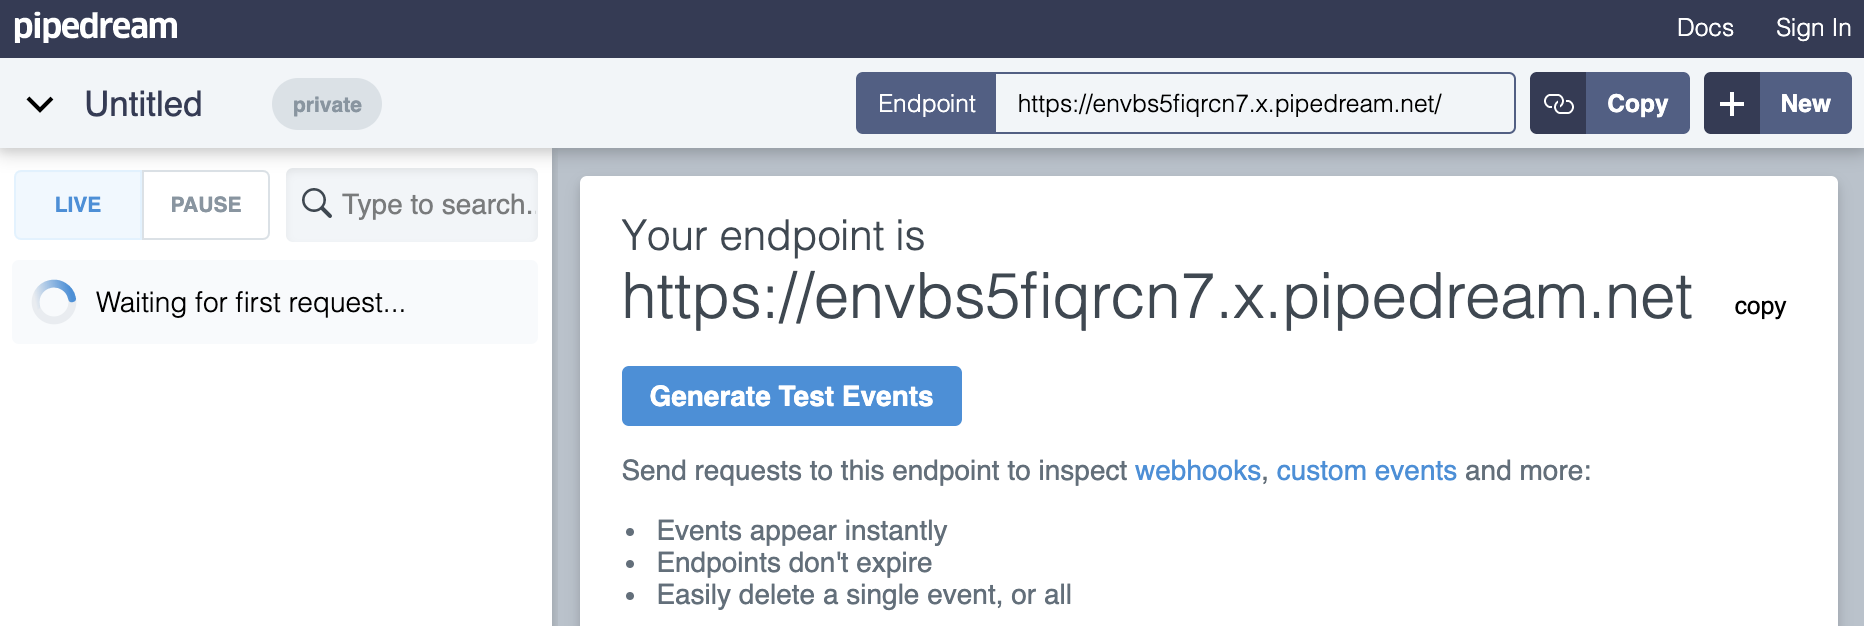 pipedream
Docs Sign In
Untitled private Endpoint https://envbs5fiqrcn7.x.pipedream.net/ Copy New
LIVE PAUSE Type to search.
Waiting for first request...
Your endpoint is
https://envbs5fiqrcn7.x.pipedream.net copy
Generate Test Events
Send requests to this endpoint to inspect webhooks, custom events and more:
• Events appear instantly
• Endpoints don't expire
• Easily delete a single event, or all